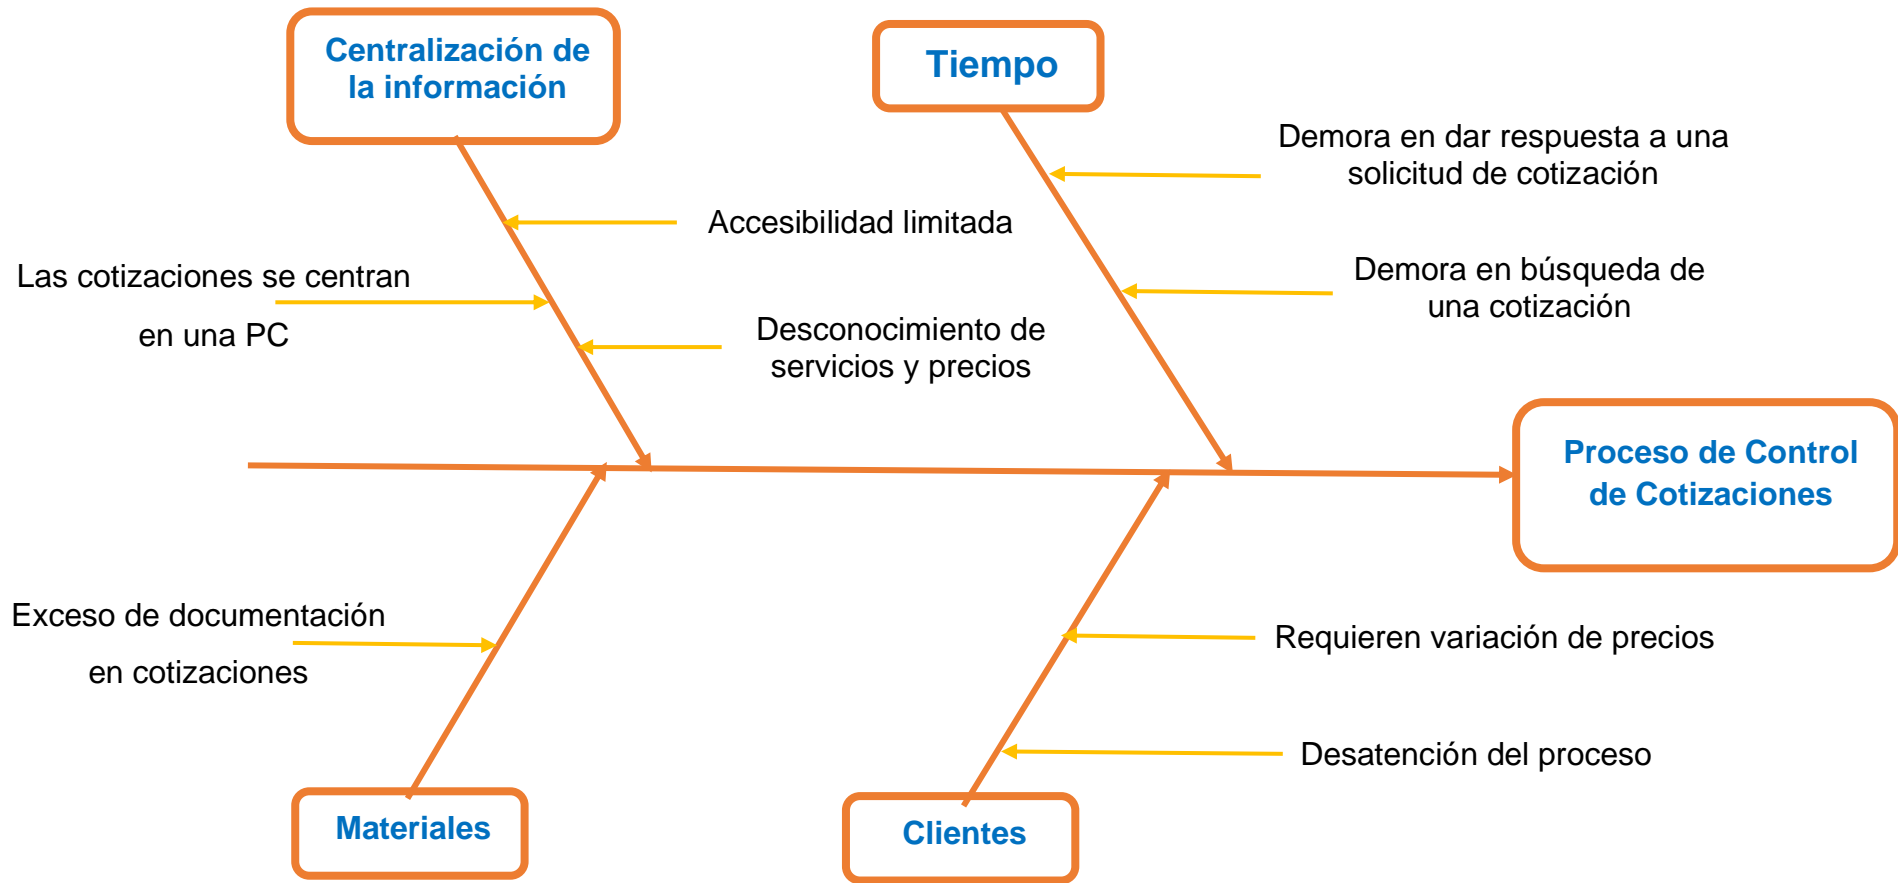 Centralización de
la información
Tiempo
Demora en dar respuesta a una
solicitud de cotización
Accesibilidad limitada
Las cotizaciones se centran
en una PC
Demora en búsqueda de
una cotización
Desconocimiento de
servicios y precios
Proceso de Control
de Cotizaciones
Exceso de documentación
en cotizaciones
Requieren variación de precios
Desatención del proceso
Materiales
Clientes